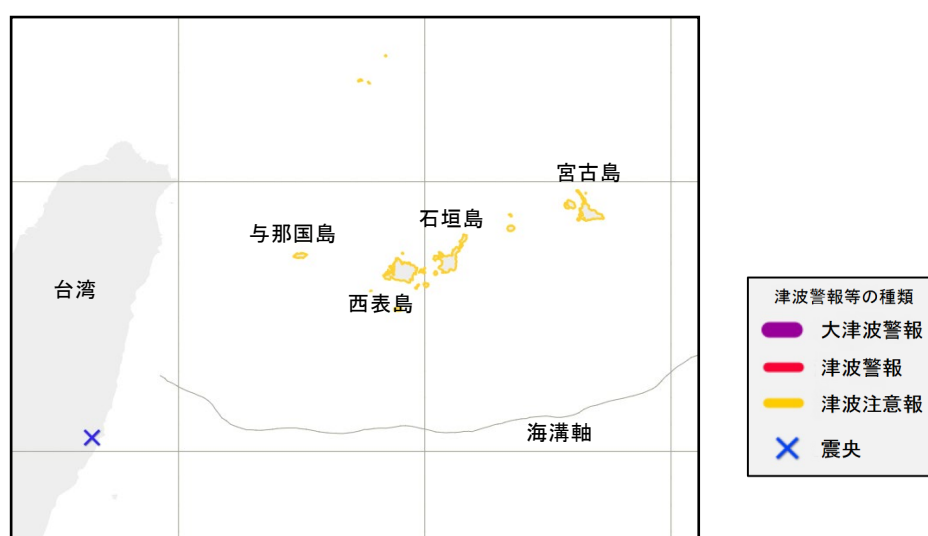 宮古島
石垣島
与那国島
台湾
西表島
海溝軸
津波警報等の種類
大津波警報
津波警報
津波注意報
震央